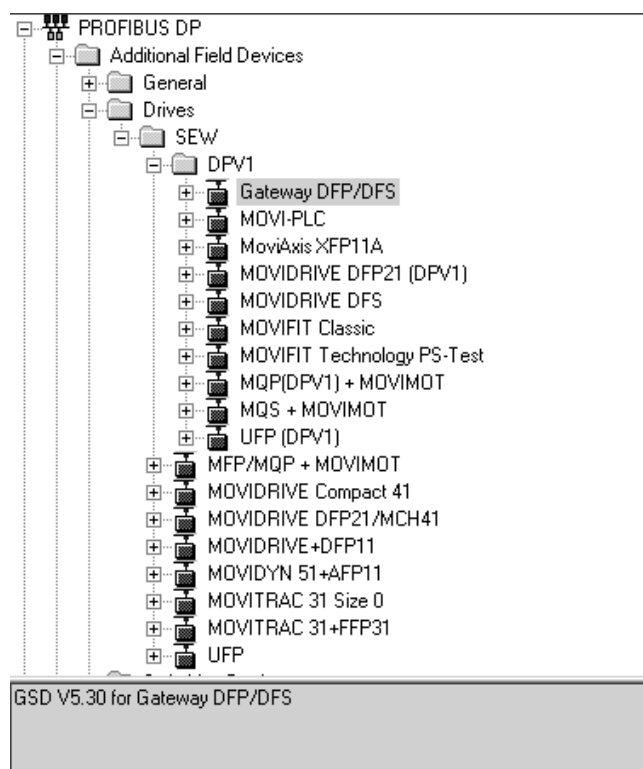 PROFIBUS DP
Additional Field Devices
General
Drives
SEW
DPV1
Gateway DFP/DFS
MOVI-PLC
MoviAxis XFP11A
MOVIDRIVE DFP21 (DPV1)
MOVIDRIVE DFS
MOVIFIT Classic
MOVIFIT Technology PS-Test
MQP(DPV1) + MOVIMOT
MQS + MOVIMOT
UFP (DPV1)
MFP/MQP + MOVIMOT
MOVIDRIVE Compact 41
MOVIDRIVE DFP21/MCH41
MOVIDRIVE+DFP11
MOVIDYN 51+AFP11
MOVITRAC 31 Size 0
MOVITRAC 31+FFP31
UFP
GSD V5.30 for Gateway DFP/DFS